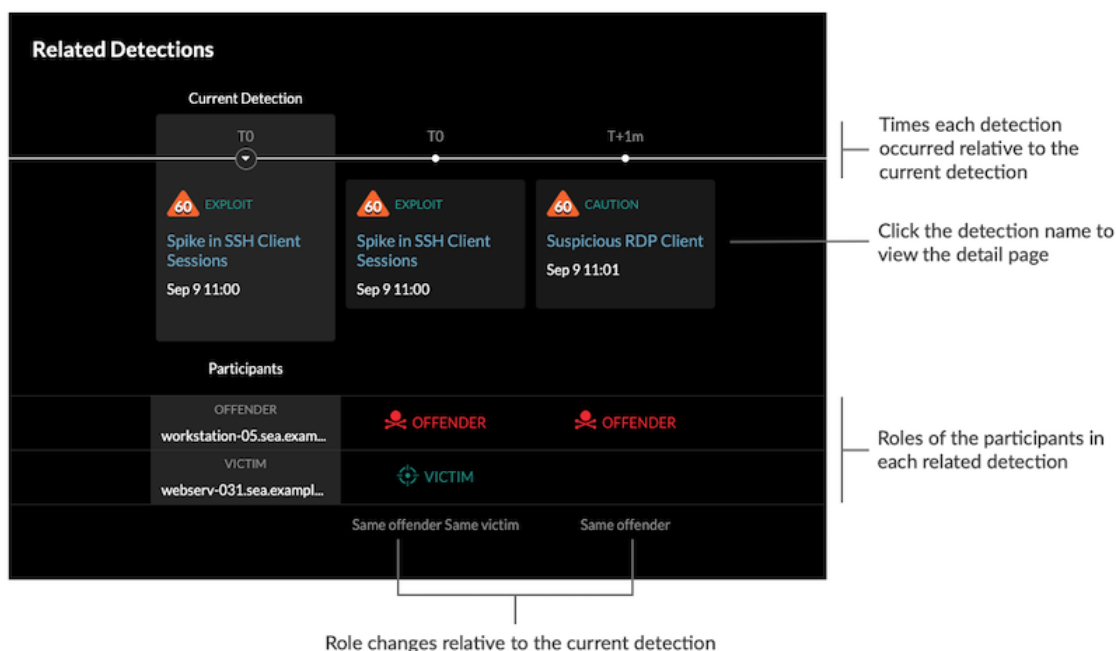 Related Detections
Current Detection
T0
T0
T+1m
60 EXPLOIT
Spike in SSH Client
Sessions
Sep 9 11:00
60 EXPLOIT
Spike in SSH Client
Sessions
Sep 9 11:00
60 CAUTION
Suspicious RDP Client
Sep 9 11:01
Times each detection
occurred relative to the
current detection
Click the detection name to
view the detail page
Participants
OFFENDER
workstation-05.sea.exam...
OFFENDER
OFFENDER
VICTIM
webserv-031.sea.exampl...
VICTIM
Roles of the participants in
each related detection
Same offender Same victim
Same offender
Role changes relative to the current detection